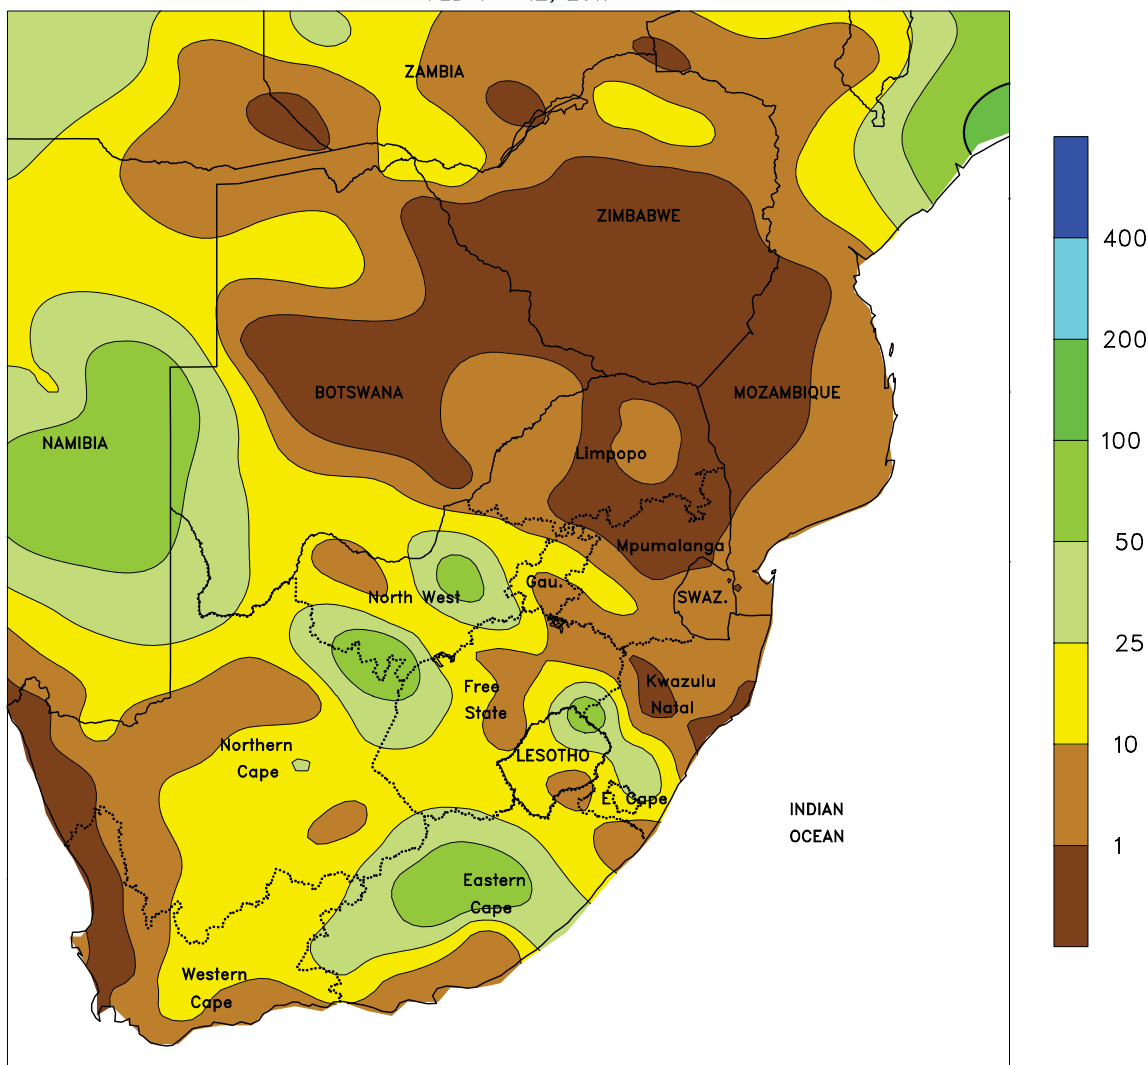 ZAMBIA
ZIMBABWE
BOTSWANA
MOZAMBIQUE
NAMIBIA
Limpopo
Mpumalanga
Gau.
North West
SWAZ.
Free
State
Kwazulu
Natal
Northern
Cape
LESOTHO
E. Cape
INDIAN
OCEAN
Eastern
Cape
Western
Cape
400
200
100
50
25
10
1